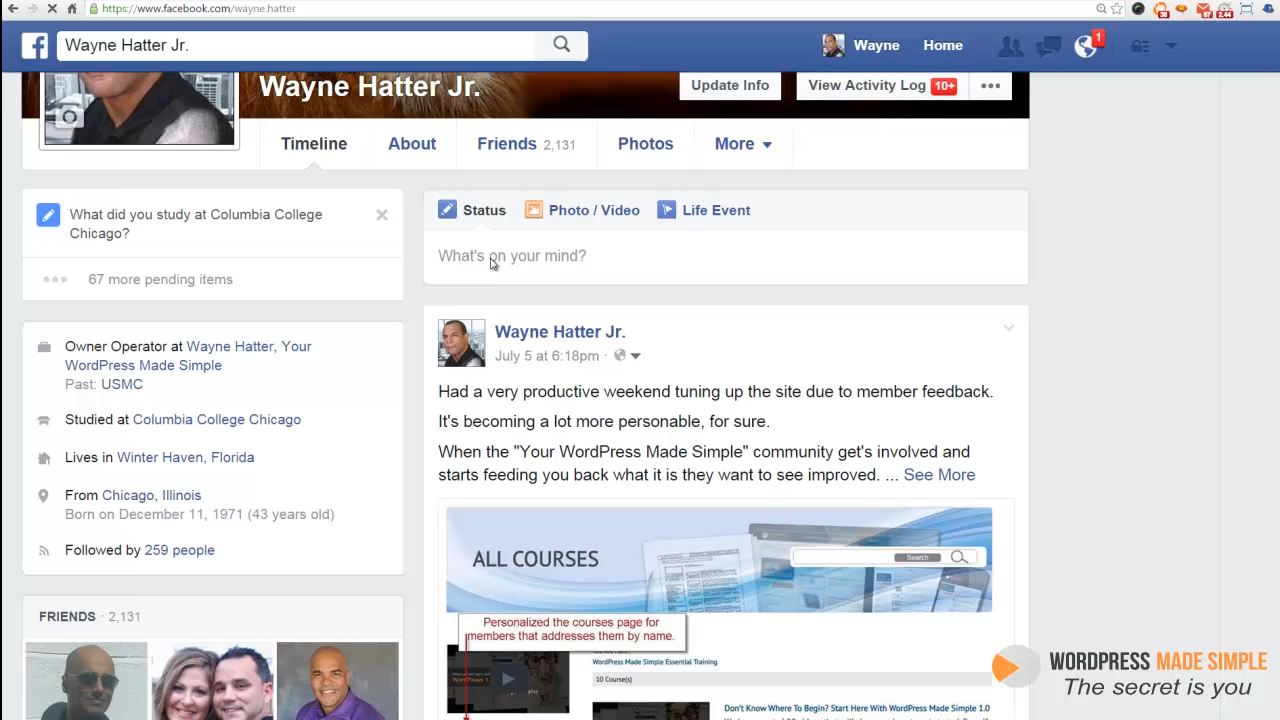 https://www.facebook.com/wayne.hatter
38
87
2.44
Wayne Hatter Jr.
Wayne
Home
1
Wayne Hatter Jr.
Update Info
View Activity Log 10+
Timeline
About
Friends 2,131
Photos
More
What did you study at Columbia College
Chicago?
67 more pending items
Owner Operator at Wayne Hatter, Your
WordPress Made Simple
Past: USMC
Studied at Columbia College Chicago
Lives in Winter Haven, Florida
From Chicago, Illinois
Born on December 11, 1971 (43 years old)
Followed by 259 people
FRIENDS · 2,131
Status
Photo / Video
Life Event
What's on your mind?
Wayne Hatter Jr.
July 5 at 6:18pm ·
Had a very productive weekend tuning up the site due to member feedback.
It's becoming a lot more personable, for sure.
When the "Your WordPress Made Simple" community get's involved and
starts feeding you back what it is they want to see improved. ... See More
ALL COURSES
Search
Personalized the courses page for
members that addresses them by name.
WordPress Made Simple Essential Training
10 Course(s)
play
Don't Know Where To Begin? Start Here With WordPress Made Simple 1.0
WORDPRESS MADE SIMPLE
The secret is you